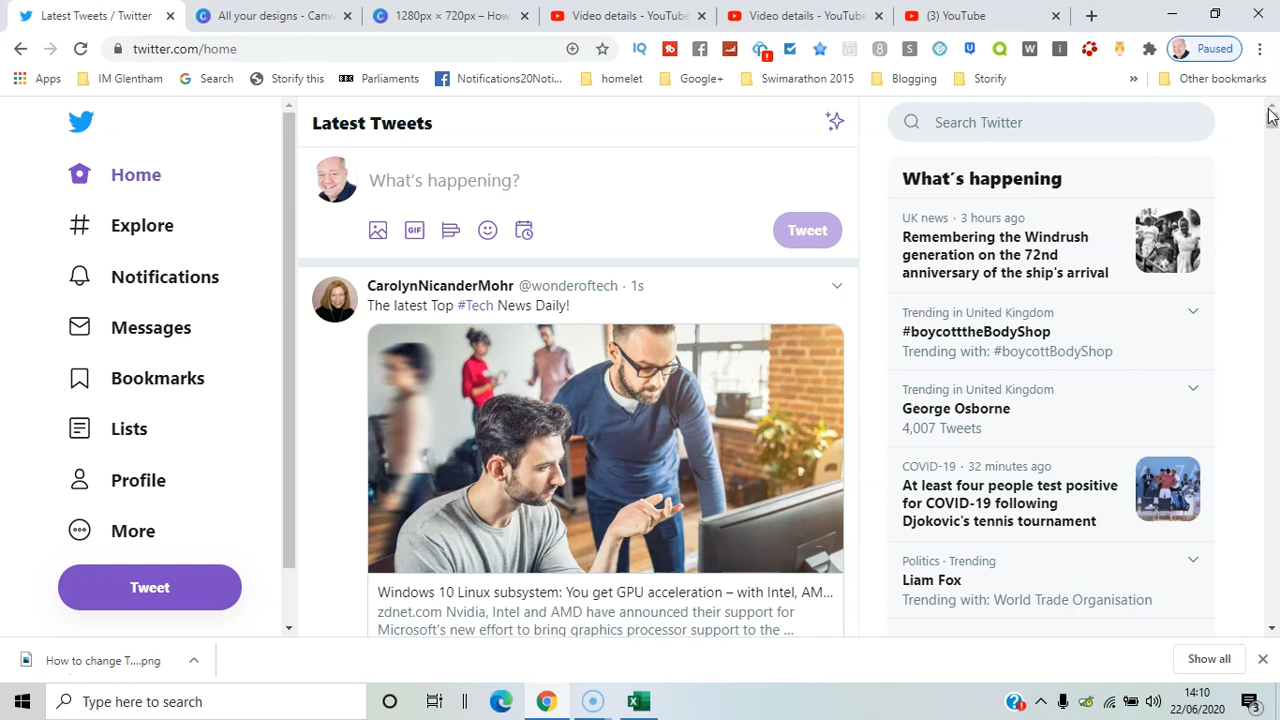 Latest Tweets / Twitter
All your designs - Canv
1280px × 720px – How
Video details - YouTube
Video details - YouTube
(3) YouTube
twitter.com/home
Paused
Apps
IM Glentham
Search
Storify this
Parliaments
Notifications20Noti...
homelet
Google+
Swimarathon 2015
Blogging
Storify
Other bookmarks
Home
Explore
Notifications
Messages
Bookmarks
Lists
Profile
More
Tweet
Latest Tweets
What's happening?
GIF
Tweet
CarolynNicanderMohr @wonderoftech · 1s
The latest Top #Tech News Daily!
Windows 10 Linux subsystem: You get GPU acceleration – with Intel, AM...
zdnet.com Nvidia, Intel and AMD have announced their support for
Microsoft's new effort to bring graphics processor support to the ...
Search Twitter
What's happening
UK news · 3 hours ago
Remembering the Windrush
generation on the 72nd
anniversary of the ship's arrival
Trending in United Kingdom
#boycotttheBodyShop
Trending with: #boycottBodyShop
Trending in United Kingdom
George Osborne
4,007 Tweets
COVID-19 · 32 minutes ago
At least four people test positive
for COVID-19 following
Djokovic's tennis tournament
Politics · Trending
Liam Fox
Trending with: World Trade Organisation
How to change T....png
Show all
Type here to search
14:10
22/06/2020
3